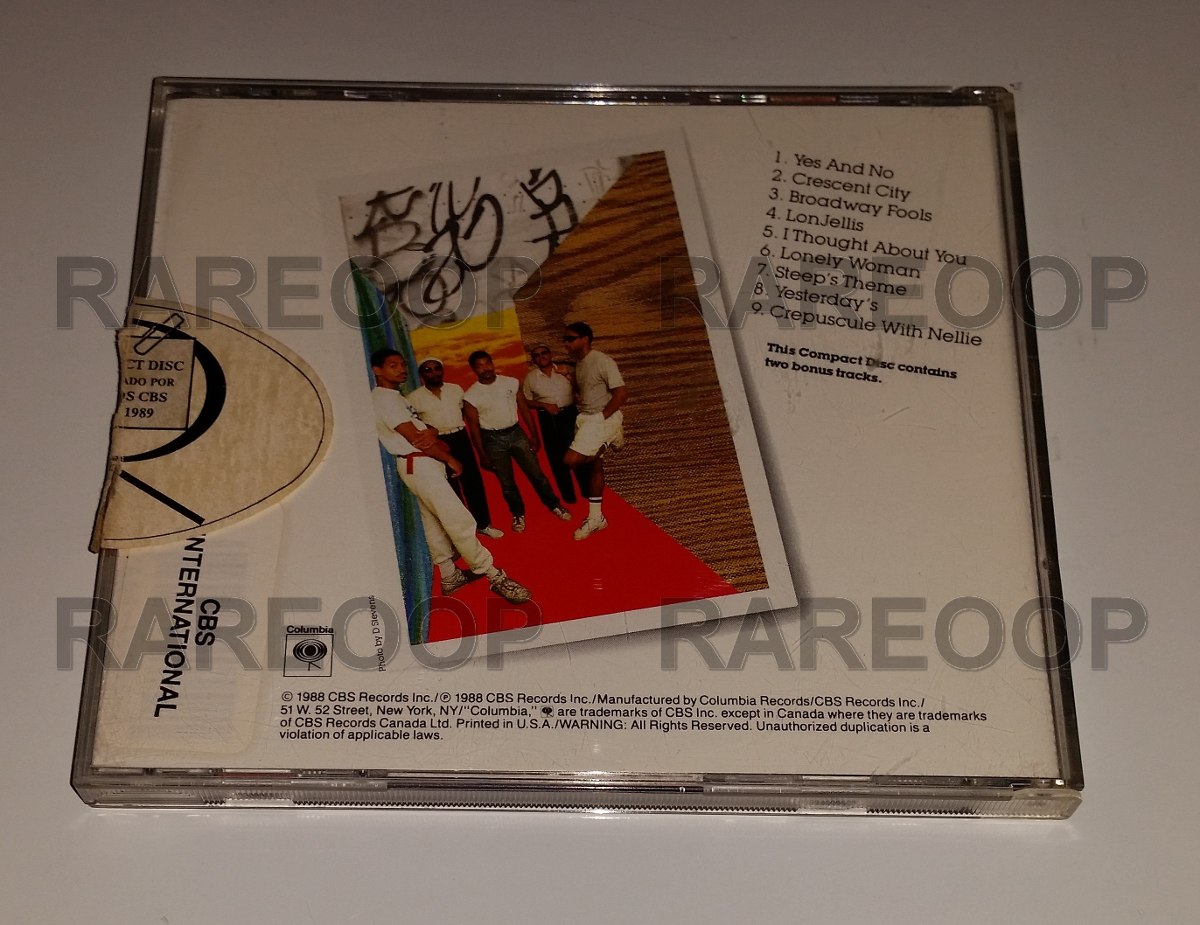 1. Yes And No
2. Crescent City
3. Broadway Fools
4. LonJellis
5. I Thought About You
6. Lonely Woman
7. Steep's Theme
8. Yesterday's
9. Crepuscule With Nellie
This Compact Disc contains
two bonus tracks.
RAREOOP RAREOOP
CT DISC
ADO POR
S CBS
1989
CBS
INTERNATIONAL
RAREOOP RAREOOP
Columbia
Photo by D Stevens
© 1988 CBS Records Inc./℗ 1988 CBS Records Inc./Manufactured by Columbia Records/CBS Records Inc./
51 W. 52 Street, New York, NY/"Columbia," are trademarks of CBS Inc. except in Canada where they are trademarks
of CBS Records Canada Ltd. Printed in U.S.A./WARNING: All Rights Reserved. Unauthorized duplication is a
violation of applicable laws.